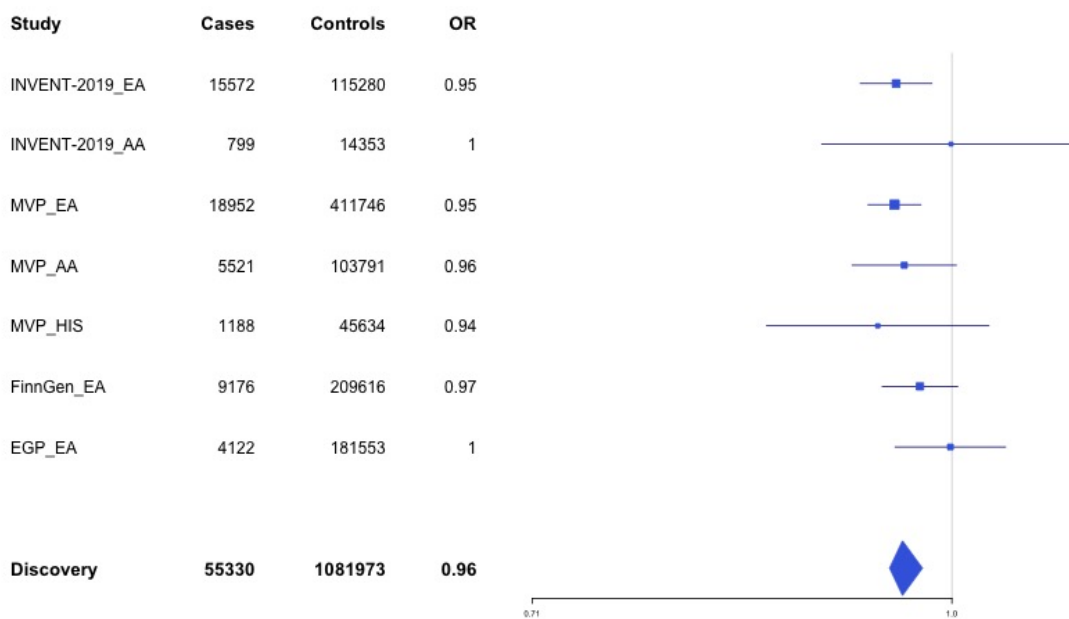 Study Cases Controls OR
INVENT-2019_EA 15572 115280 0.95
INVENT-2019_AA 799 14353 1
MVP_EA 18952 411746 0.95
MVP_AA 5521 103791 0.96
MVP_HIS 1188 45634 0.94
FinnGen_EA 9176 209616 0.97
EGP_EA 4122 181553 1
Discovery 55330 1081973 0.96
0.71 1.0